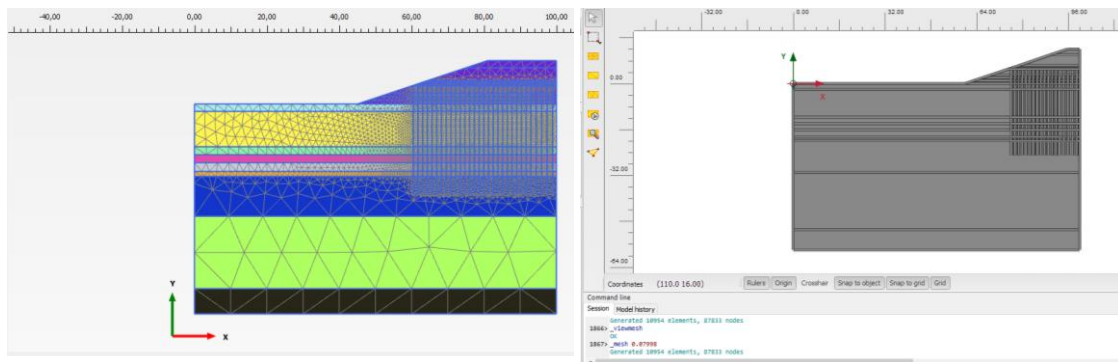 -40,00 -20,00 0,00 20,00 40,00 60,00 80,00 100,00
Y
X
-32.00 0.00 32.00 64.00 96.00
Y
0.00
X
-32.00
-64.00
Coordinates (110.0 16.00) Rulers Origin Crosshair Snap to object Snap to grid Grid
Command line
Session Model history
Generated 10954 elements, 87833 nodes
1866> _viewmesh
OK
1867> _mesh 0.07998
Generated 10954 elements, 87833 nodes